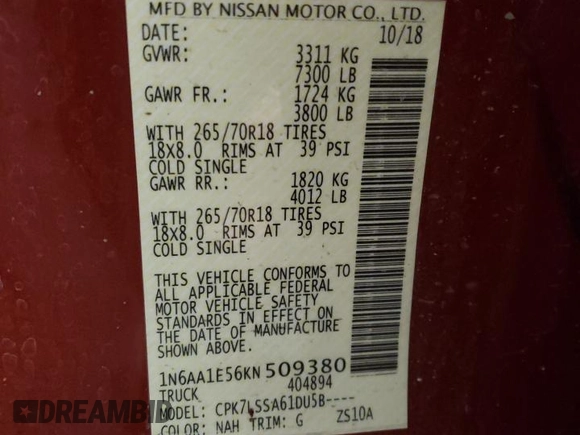 MFD BY NISSAN MOTOR CO., LTD.
DATE: 10/18
GVWR: 3311 KG
7300 LB
GAWR FR.: 1724 KG
3800 LB
WITH 265/70R18 TIRES
18X8.0 RIMS AT 39 PSI
COLD SINGLE
GAWR RR.: 1820 KG
4012 LB
WITH 265/70R18 TIRES
18X8.0 RIMS AT 39 PSI
COLD SINGLE
THIS VEHICLE CONFORMS TO
ALL APPLICABLE FEDERAL
MOTOR VEHICLE SAFETY
STANDARDS IN EFFECT ON
THE DATE OF MANUFACTURE
SHOWN ABOVE.
1N6AA1E56KN509380
TRUCK 404894
MODEL: CPK7LSSA61DU5B----
COLOR: NAH TRIM: G ZS10A
DREAMBID